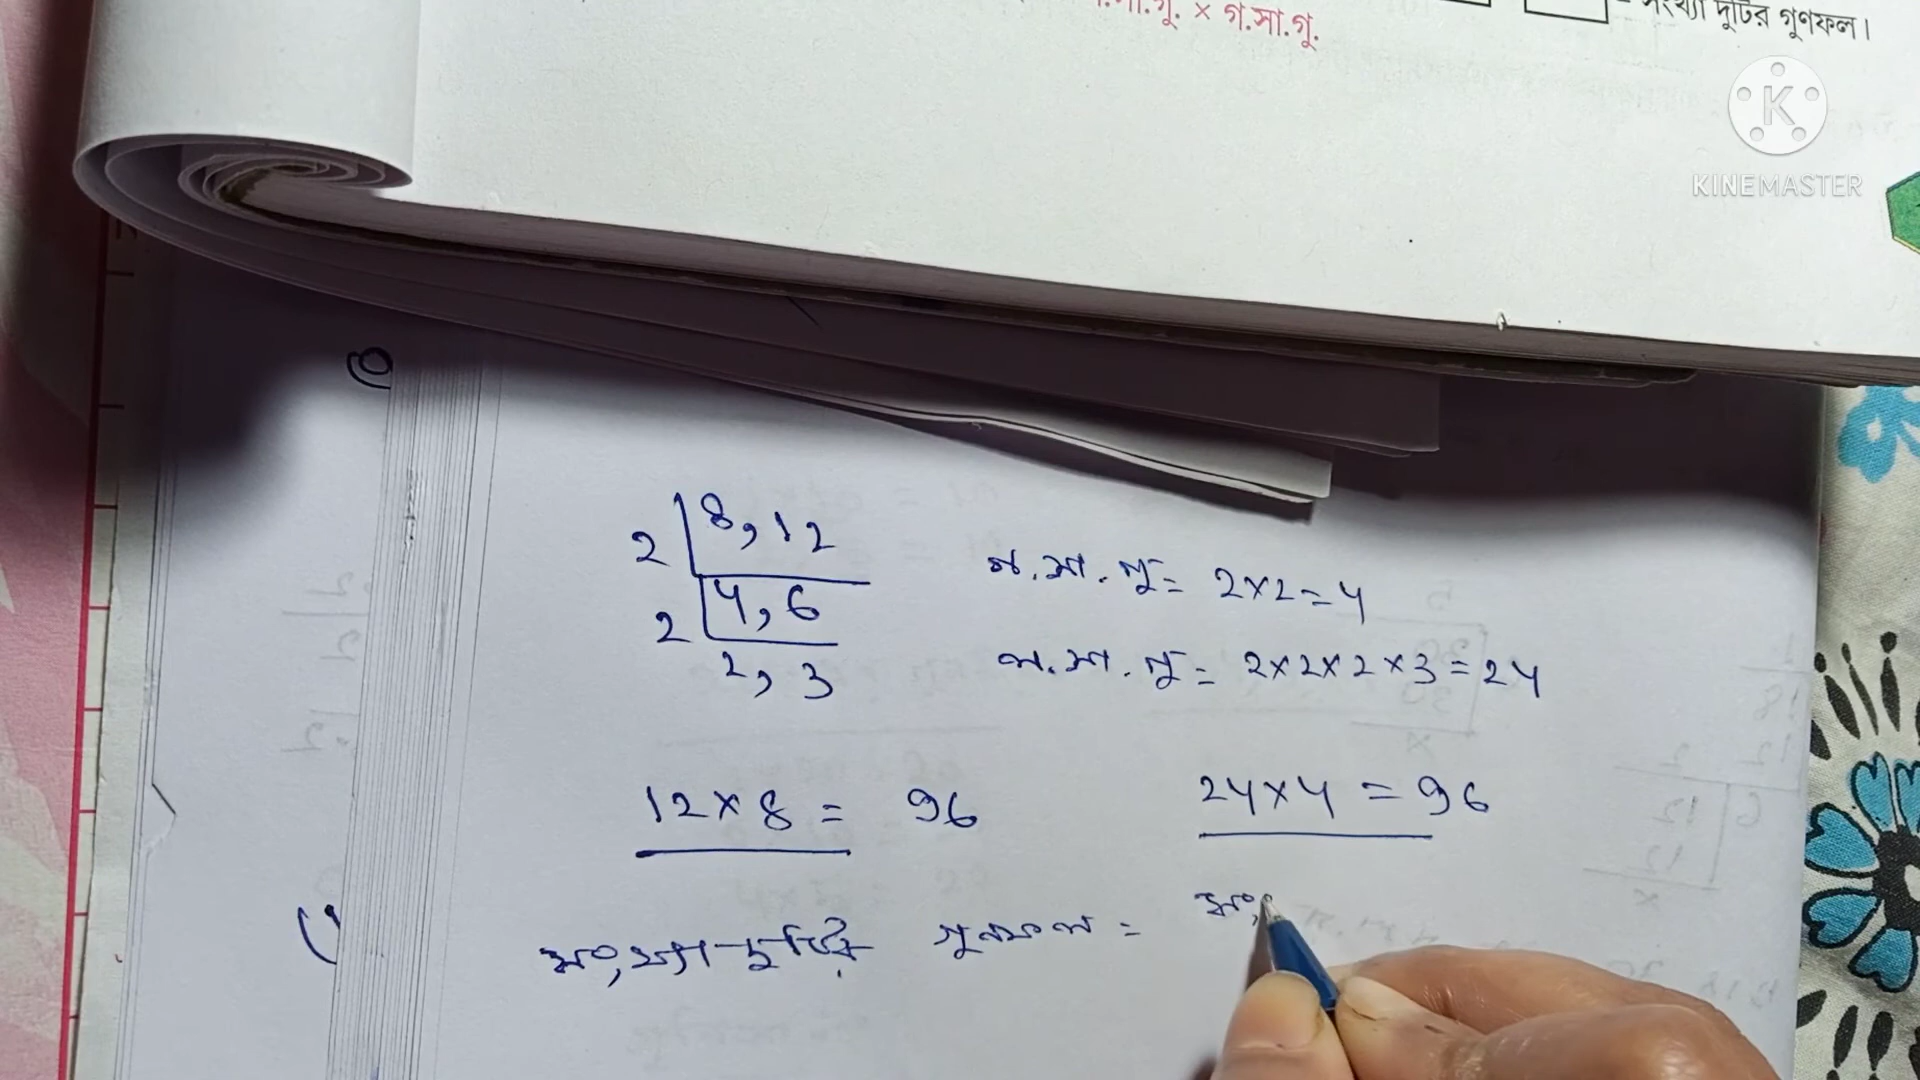 × গ.সা.গু.
সংখ্যা দুটির গুণফল।
KINEMASTER
2 8, 12
2 4, 6
2, 3
গ.সা.গু = 2×2=4
ল.সা.গু = 2×2×2×3=24
12×8= 96
24×4=96
সংখ্যা দুটির গুনফল = সং